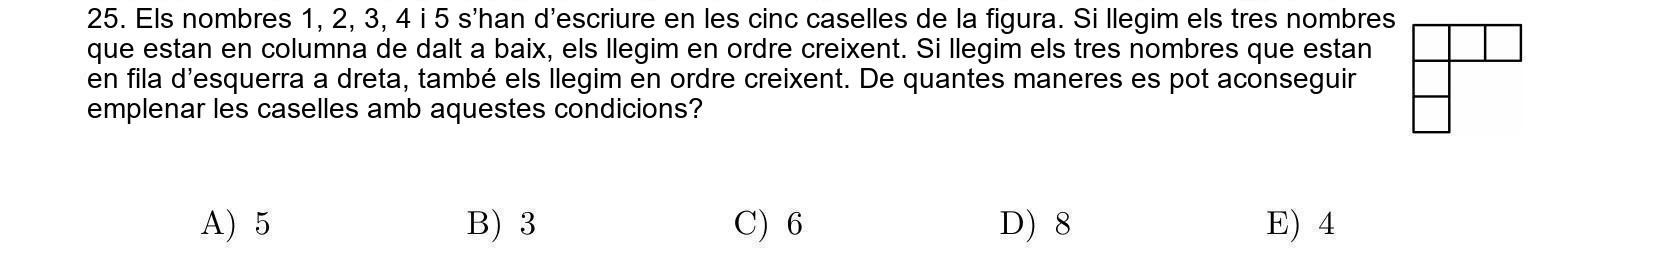 25. Els nombres 1, 2, 3, 4 i 5 s’han d’escriure en les cinc caselles de la figura. Si llegim els tres nombres
que estan en columna de dalt a baix, els llegim en ordre creixent. Si llegim els tres nombres que estan
en fila d’esquerra a dreta, també els llegim en ordre creixent. De quantes maneres es pot aconseguir
emplenar les caselles amb aquestes condicions?
A) 5 B) 3 C) 6 D) 8 E) 4